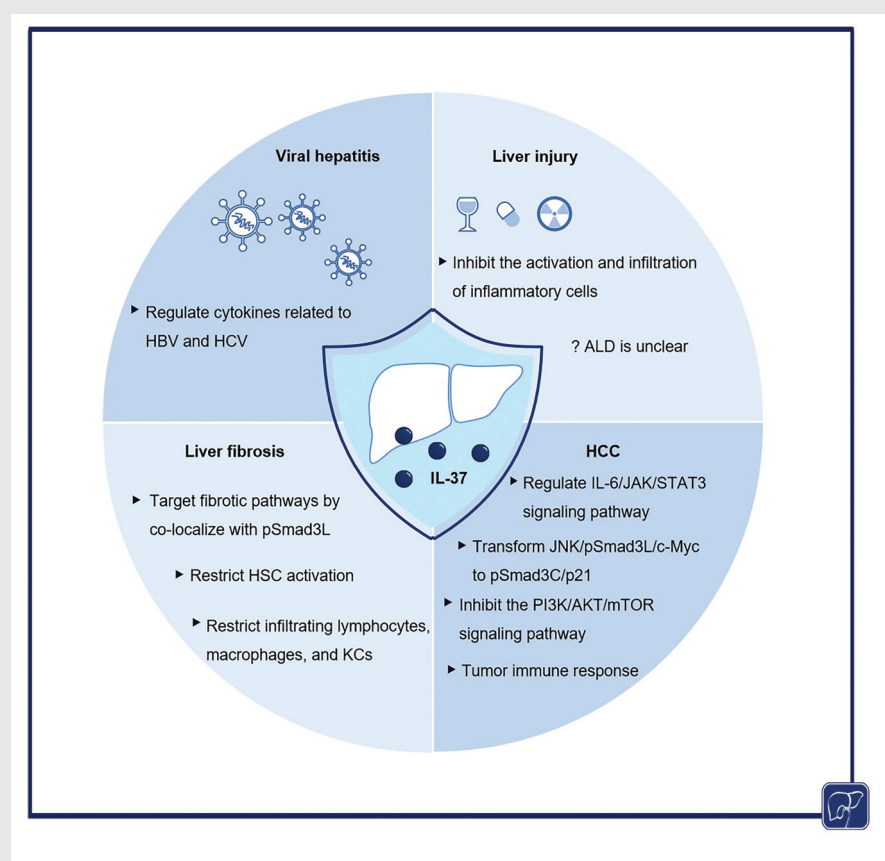 Viral hepatitis
▶ Regulate cytokines related to
HBV and HCV
Liver injury
▶ Inhibit the activation and infiltration
of inflammatory cells
? ALD is unclear
IL-37
Liver fibrosis
▶ Target fibrotic pathways by
co-localize with pSmad3L
▶ Restrict HSC activation
▶ Restrict infiltrating lymphocytes,
macrophages, and KCs
HCC
▶ Regulate IL-6/JAK/STAT3
signaling pathway
▶ Transform JNK/pSmad3L/c-Myc
to pSmad3C/p21
▶ Inhibit the PI3K/AKT/mTOR
signaling pathway
▶ Tumor immune response